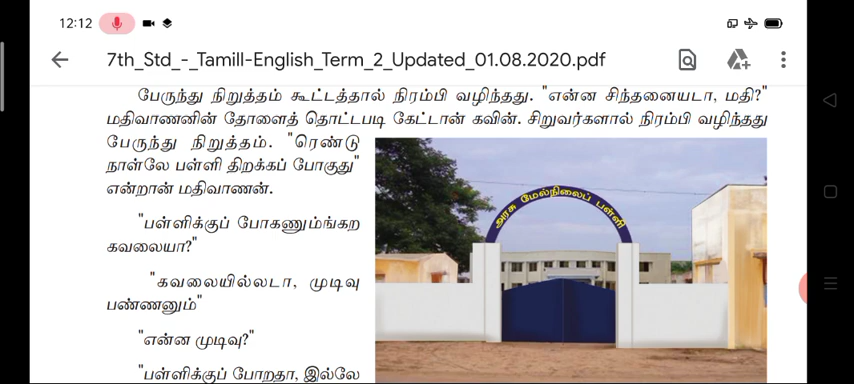 12:12
7th_Std_-_Tamill-English_Term_2_Updated_01.08.2020.pdf
பேருந்து நிறுத்தம் கூட்டத்தால் நிரம்பி வழிந்தது. "என்ன சிந்தனையடா, மதி?"
மதிவாணனின் தோளைத் தொட்டபடி கேட்டான் கவின். சிறுவர்களால் நிரம்பி வழிந்தது
பேருந்து நிறுத்தம். "ரெண்டு
நாள்லே பள்ளி திறக்கப் போகுது"
என்றான் மதிவாணன்.
"பள்ளிக்குப் போகணும்ங்கற
கவலையா?"
"கவலையில்லடா, முடிவு
பண்ணனும்"
"என்ன முடிவு?"
"பள்ளிக்குப் போறதா, இல்லே
அரசு மேல்நிலைப் பள்ளி